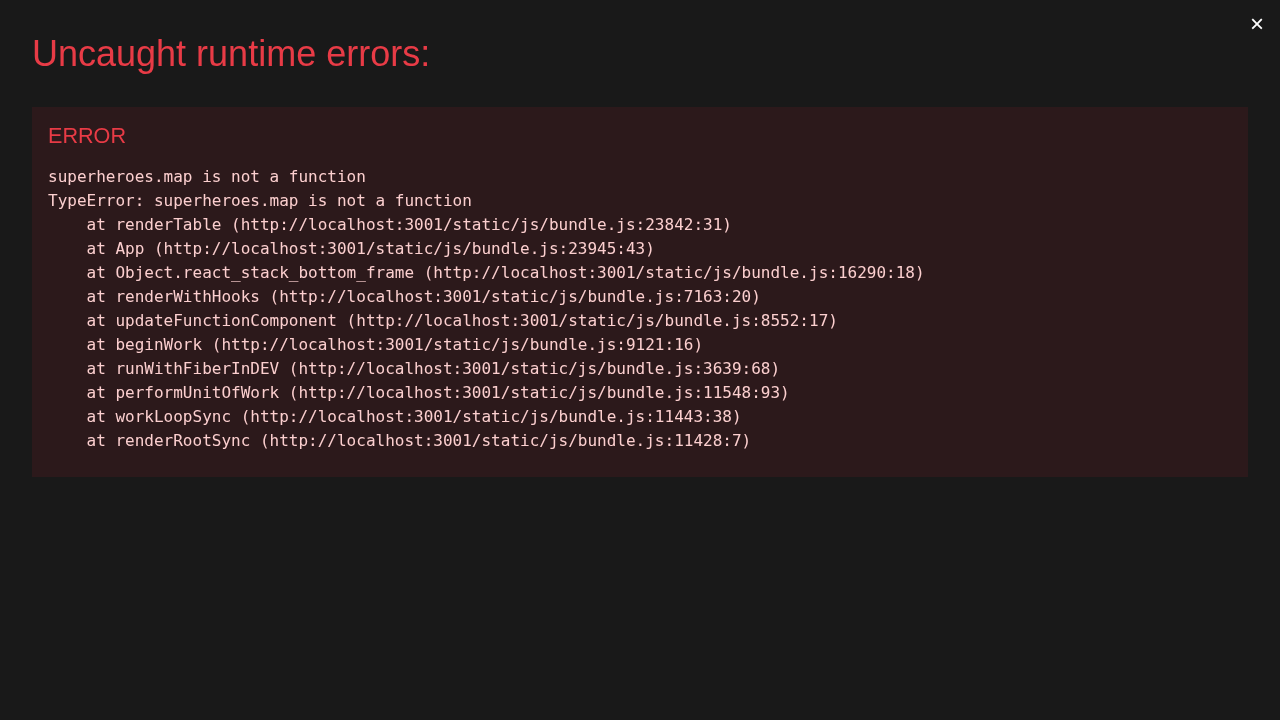 ×
Uncaught runtime errors:
ERROR
superheroes.map is not a function
TypeError: superheroes.map is not a function
    at renderTable (http://localhost:3001/static/js/bundle.js:23842:31)
    at App (http://localhost:3001/static/js/bundle.js:23945:43)
    at Object.react_stack_bottom_frame (http://localhost:3001/static/js/bundle.js:16290:18)
    at renderWithHooks (http://localhost:3001/static/js/bundle.js:7163:20)
    at updateFunctionComponent (http://localhost:3001/static/js/bundle.js:8552:17)
    at beginWork (http://localhost:3001/static/js/bundle.js:9121:16)
    at runWithFiberInDEV (http://localhost:3001/static/js/bundle.js:3639:68)
    at performUnitOfWork (http://localhost:3001/static/js/bundle.js:11548:93)
    at workLoopSync (http://localhost:3001/static/js/bundle.js:11443:38)
    at renderRootSync (http://localhost:3001/static/js/bundle.js:11428:7)